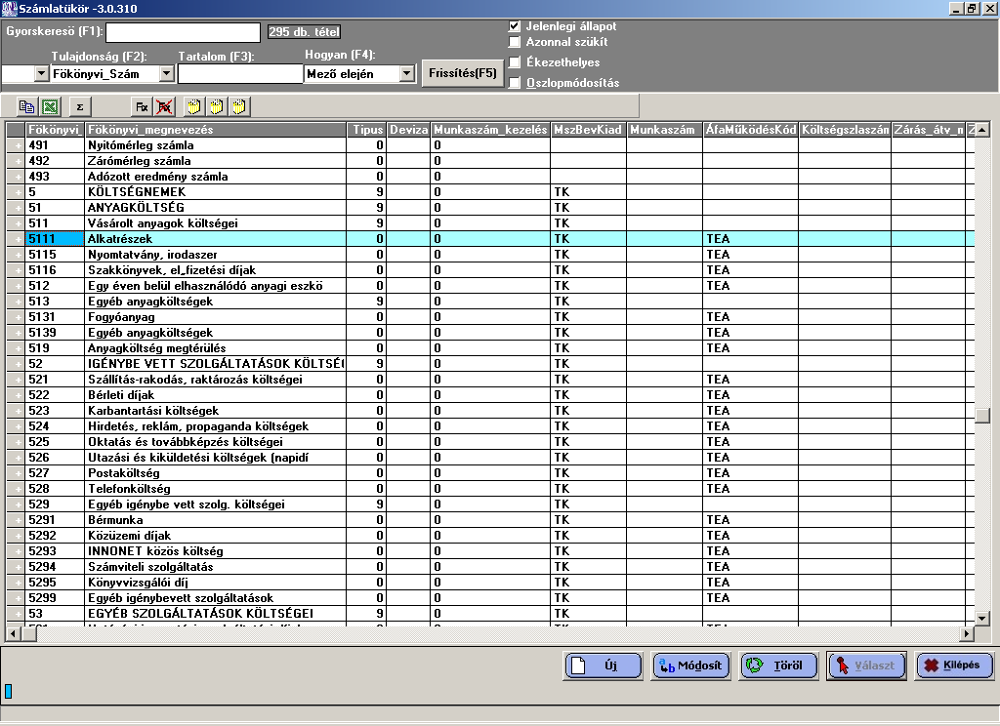 Számlatükör -3.0.310
Gyorskereső (F1): 295 db. tétel
Jelenlegi állapot
Azonnal szükít
Tulajdonság (F2): Tartalom (F3): Hogyan (F4):
Ékezethelyes
Főkönyvi_Szám Mező elején Frissítés(F5)
Oszlopmódosítás
Σ Fx Fx
Főkönyvi_ Főkönyvi_megnevezés Tipus Deviza Munkaszám_kezelés MszBevKiad Munkaszám ÁfaMűködésKód Költségszlaszám Zárás_átv_n Z
491 Nyitómérleg számla 0 0
492 Zárómérleg számla 0 0
493 Adózott eredmény számla 0 0
5 KÖLTSÉGNEMEK 9 TK
51 ANYAGKÖLTSÉG 9 TK
511 Vásárolt anyagok költségei 9 TK
5111 Alkatrészek 0 0 TK TEA
5115 Nyomtatvány, irodaszer 0 0 TK TEA
5116 Szakkönyvek, el„fizetési díjak 0 0 TK TEA
512 Egy éven belül elhasználódó anyagi eszkö 0 0 TK TEA
513 Egyéb anyagköltségek 9 0 TK
5131 Fogyóanyag 0 0 TK TEA
5139 Egyéb anyagköltségek 0 0 TK TEA
519 Anyagköltség megtérülés 0 0 TK TEA
52 IGÉNYBE VETT SZOLGÁLTATÁSOK KÖLTSÉ 9 0 TK
521 Szállítás-rakodás, raktározás költségei 0 0 TK TEA
522 Bérleti díjak 0 0 TK TEA
523 Karbantartási költségek 0 0 TK TEA
524 Hirdetés, reklám, propaganda költségek 0 0 TK TEA
525 Oktatás és továbbképzés költségei 0 0 TK TEA
526 Utazási és kiküldetési költségek (napidí 0 0 TK TEA
527 Postaköltség 0 0 TK TEA
528 Telefonköltség 0 0 TK TEA
529 Egyéb igénybe vett szolg. költségei 9 0 TK
5291 Bérmunka 0 0 TK TEA
5292 Közüzemi díjak 0 0 TK TEA
5293 INNONET közös költség 0 0 TK TEA
5294 Számviteli szolgáltatás 0 0 TK TEA
5295 Könyvvizsgálói díj 0 0 TK TEA
5299 Egyéb igénybevett szolgáltatások 0 0 TK TEA
53 EGYÉB SZOLGÁLTATÁSOK KÖLTSÉGEI 9 0 TK
Új Módosít Töröl Választ Kilépés